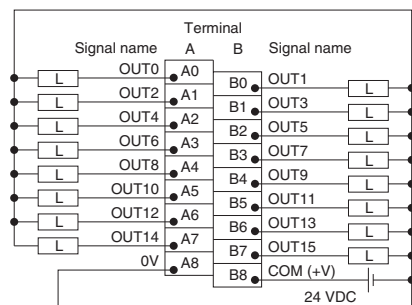 Terminal
Signal name A B Signal name
L OUT0 A0
B0 OUT1 L
L OUT2 A1
B1 OUT3 L
L OUT4 A2
B2 OUT5 L
L OUT6 A3
B3 OUT7 L
L OUT8 A4
B4 OUT9 L
L OUT10 A5
B5 OUT11 L
L OUT12 A6
B6 OUT13 L
L OUT14 A7
B7 OUT15 L
0V A8
B8 COM (+V)
24 VDC